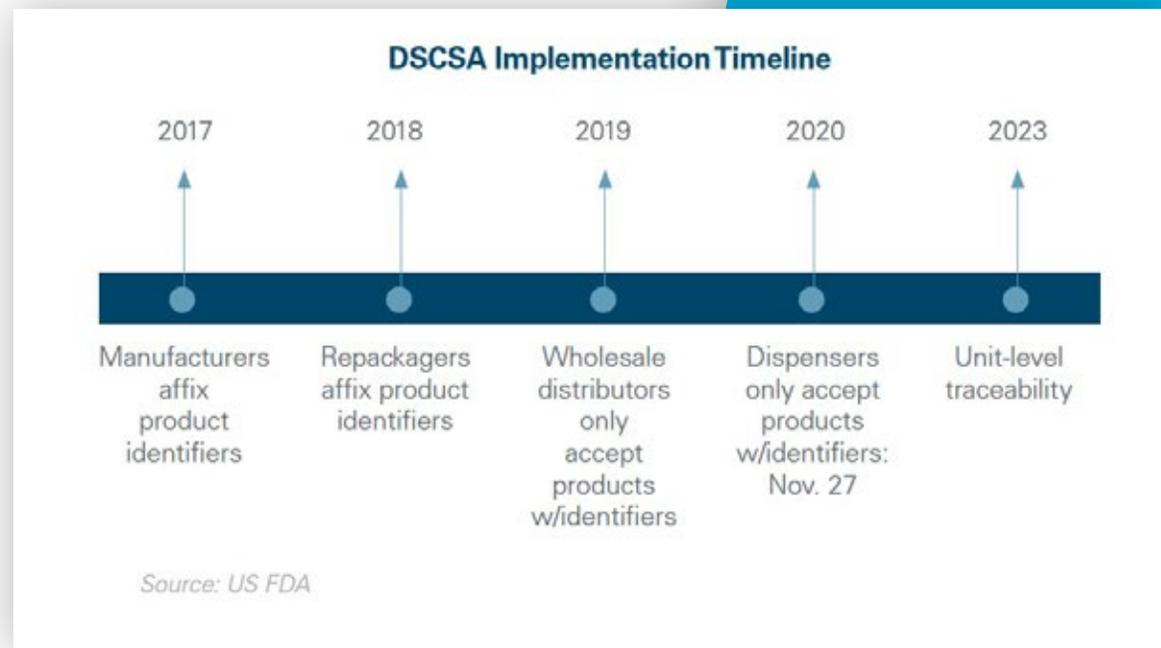 DSCSA Implementation Timeline
2017
2018
2019
2020
2023
Manufacturers
affix
product
identifiers
Repackagers
affix product
identifiers
Wholesale
distributors
only
accept
products
w/identifiers
Dispensers
only accept
products
w/identifiers:
Nov. 27
Unit-level
traceability
Source: US FDA